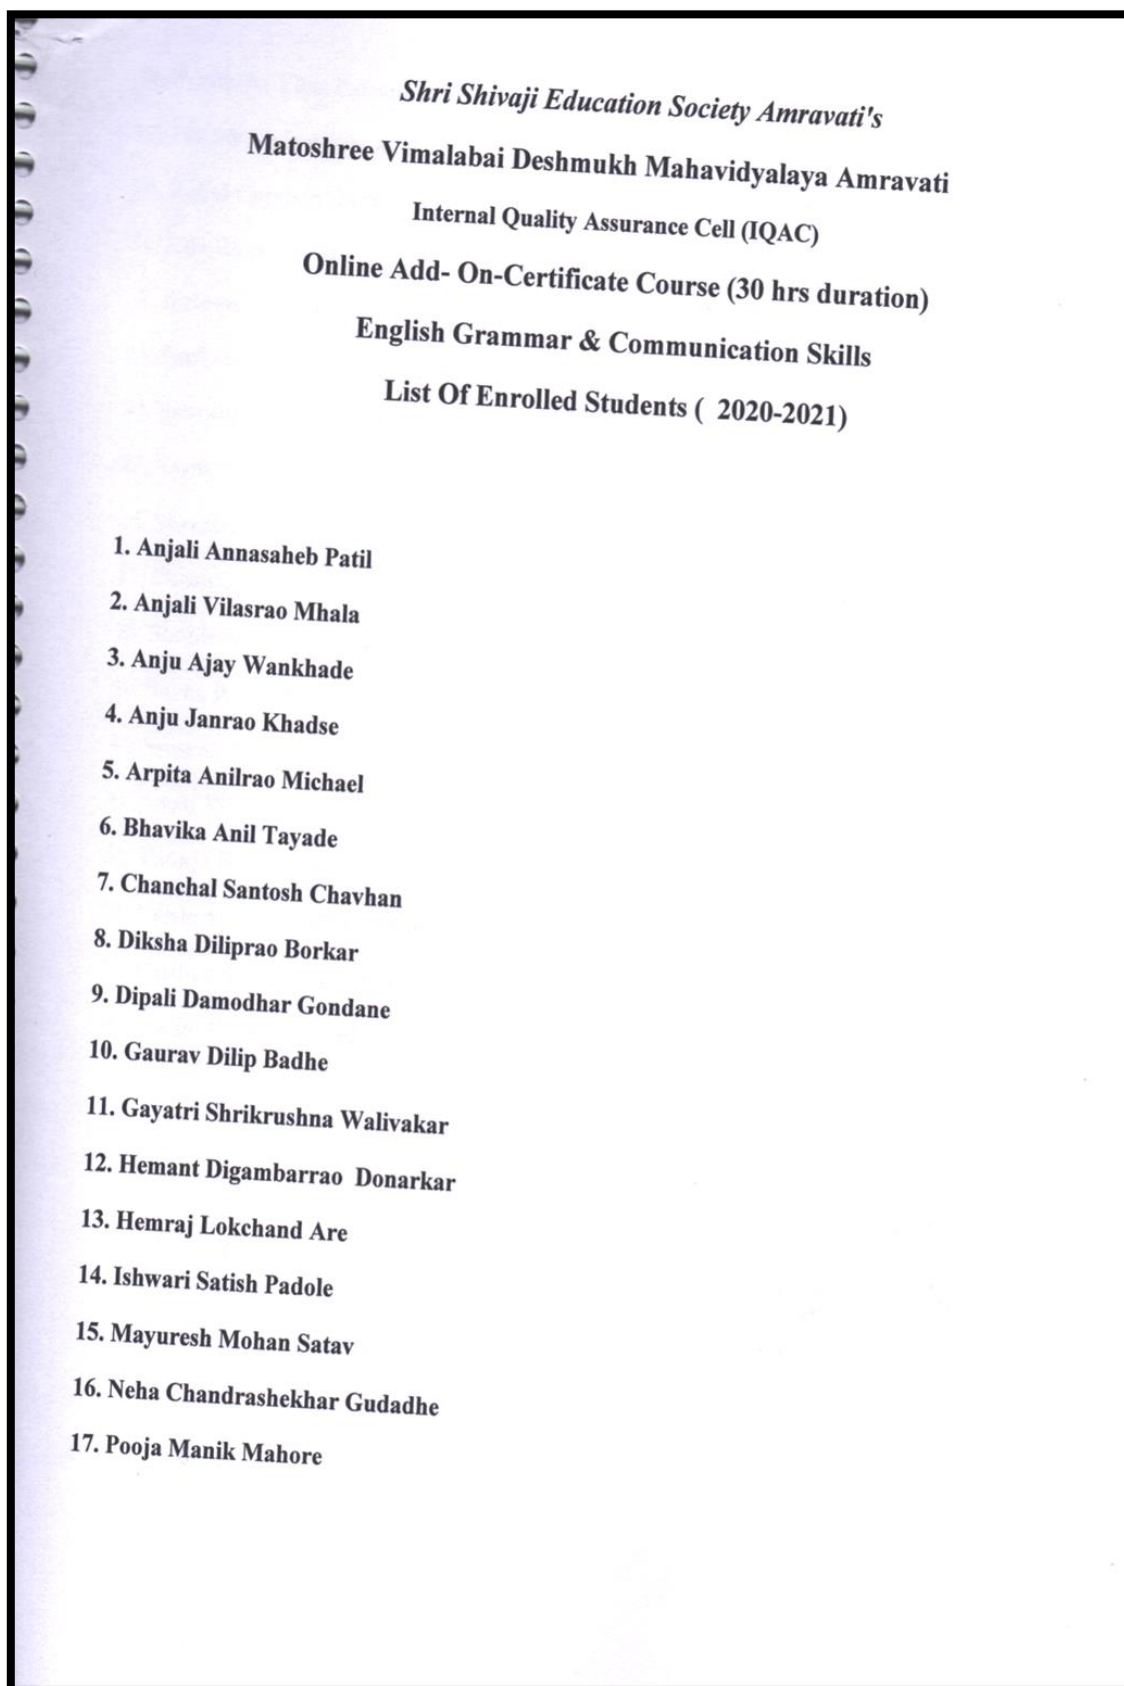 Shri Shivaji Education Society Amravati's
Matoshree Vimalabai Deshmukh Mahavidyalaya Amravati
Internal Quality Assurance Cell (IQAC)
Online Add- On-Certificate Course (30 hrs duration)
English Grammar & Communication Skills
List Of Enrolled Students ( 2020-2021)
1. Anjali Annasaheb Patil
2. Anjali Vilasrao Mhala
3. Anju Ajay Wankhade
4. Anju Janrao Khadse
5. Arpita Anilrao Michael
6. Bhavika Anil Tayade
7. Chanchal Santosh Chavhan
8. Diksha Diliprao Borkar
9. Dipali Damodhar Gondane
10. Gaurav Dilip Badhe
11. Gayatri Shrikrushna Walivakar
12. Hemant Digambarrao Donarkar
13. Hemraj Lokchand Are
14. Ishwari Satish Padole
15. Mayuresh Mohan Satav
16. Neha Chandrashekhar Gudadhe
17. Pooja Manik Mahore